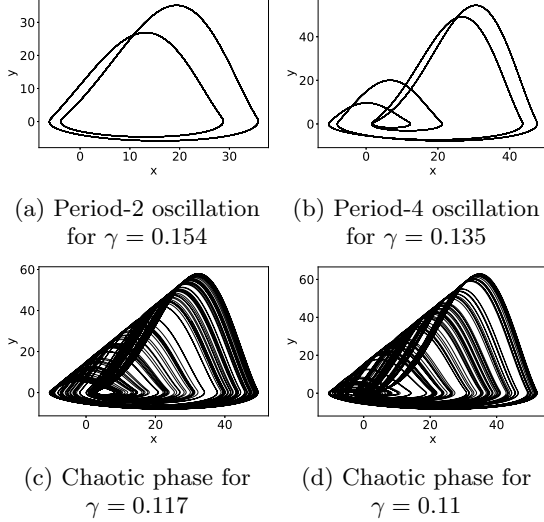 30
20
10
0
y
0
10
20
30
x
40
20
0
y
0
20
40
x
(a) Period-2 oscillation
for γ = 0.154
(b) Period-4 oscillation
for γ = 0.135
60
40
20
0
y
0
20
40
x
60
40
20
0
y
0
20
40
x
(c) Chaotic phase for
γ = 0.117
(d) Chaotic phase for
γ = 0.11